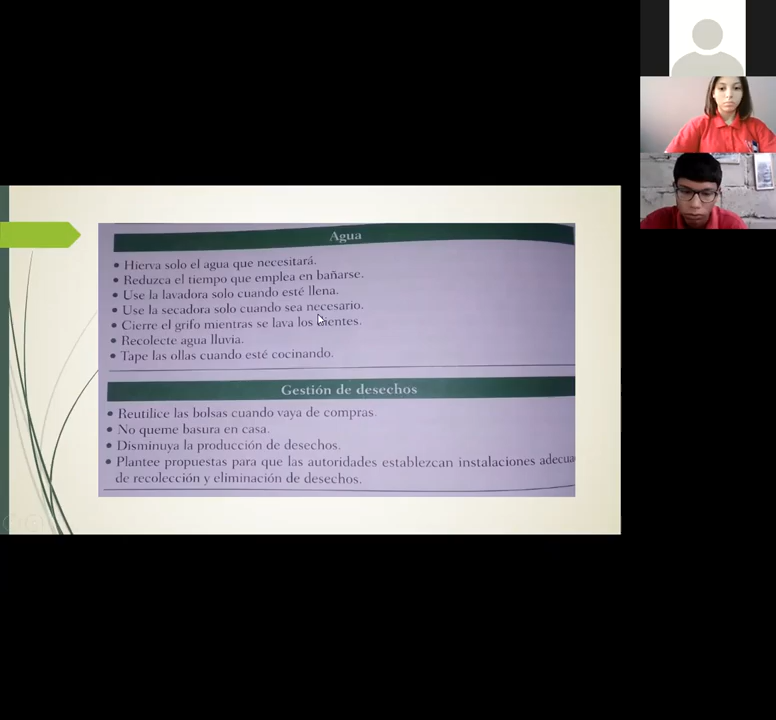 Agua
• Hierva solo el agua que necesitará.
• Reduzca el tiempo que emplea en bañarse.
• Use la lavadora solo cuando esté llena.
• Use la secadora solo cuando sea necesario.
• Cierre el grifo mientras se lava los dientes.
• Recolecte agua lluvia.
• Tape las ollas cuando esté cocinando.
Gestión de desechos
• Reutilice las bolsas cuando vaya de compras.
• No queme basura en casa.
• Disminuya la producción de desechos.
• Plantee propuestas para que las autoridades establezcan instalaciones adecua
de recolección y eliminación de desechos.